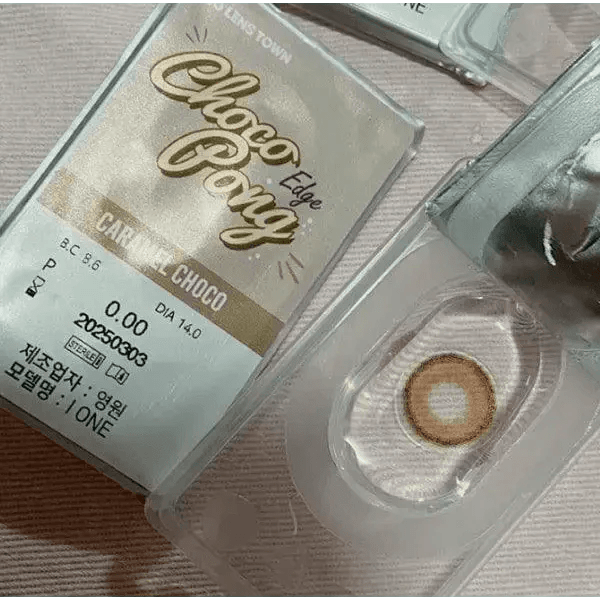 LENS TOWN
Choco
Pong
Edge
CARAMEL CHOCO
B.C 8.6
DIA 14.0
P
0.00
20250303
STERILE
제조업자 : 영원
모델명 : I ONE
NE